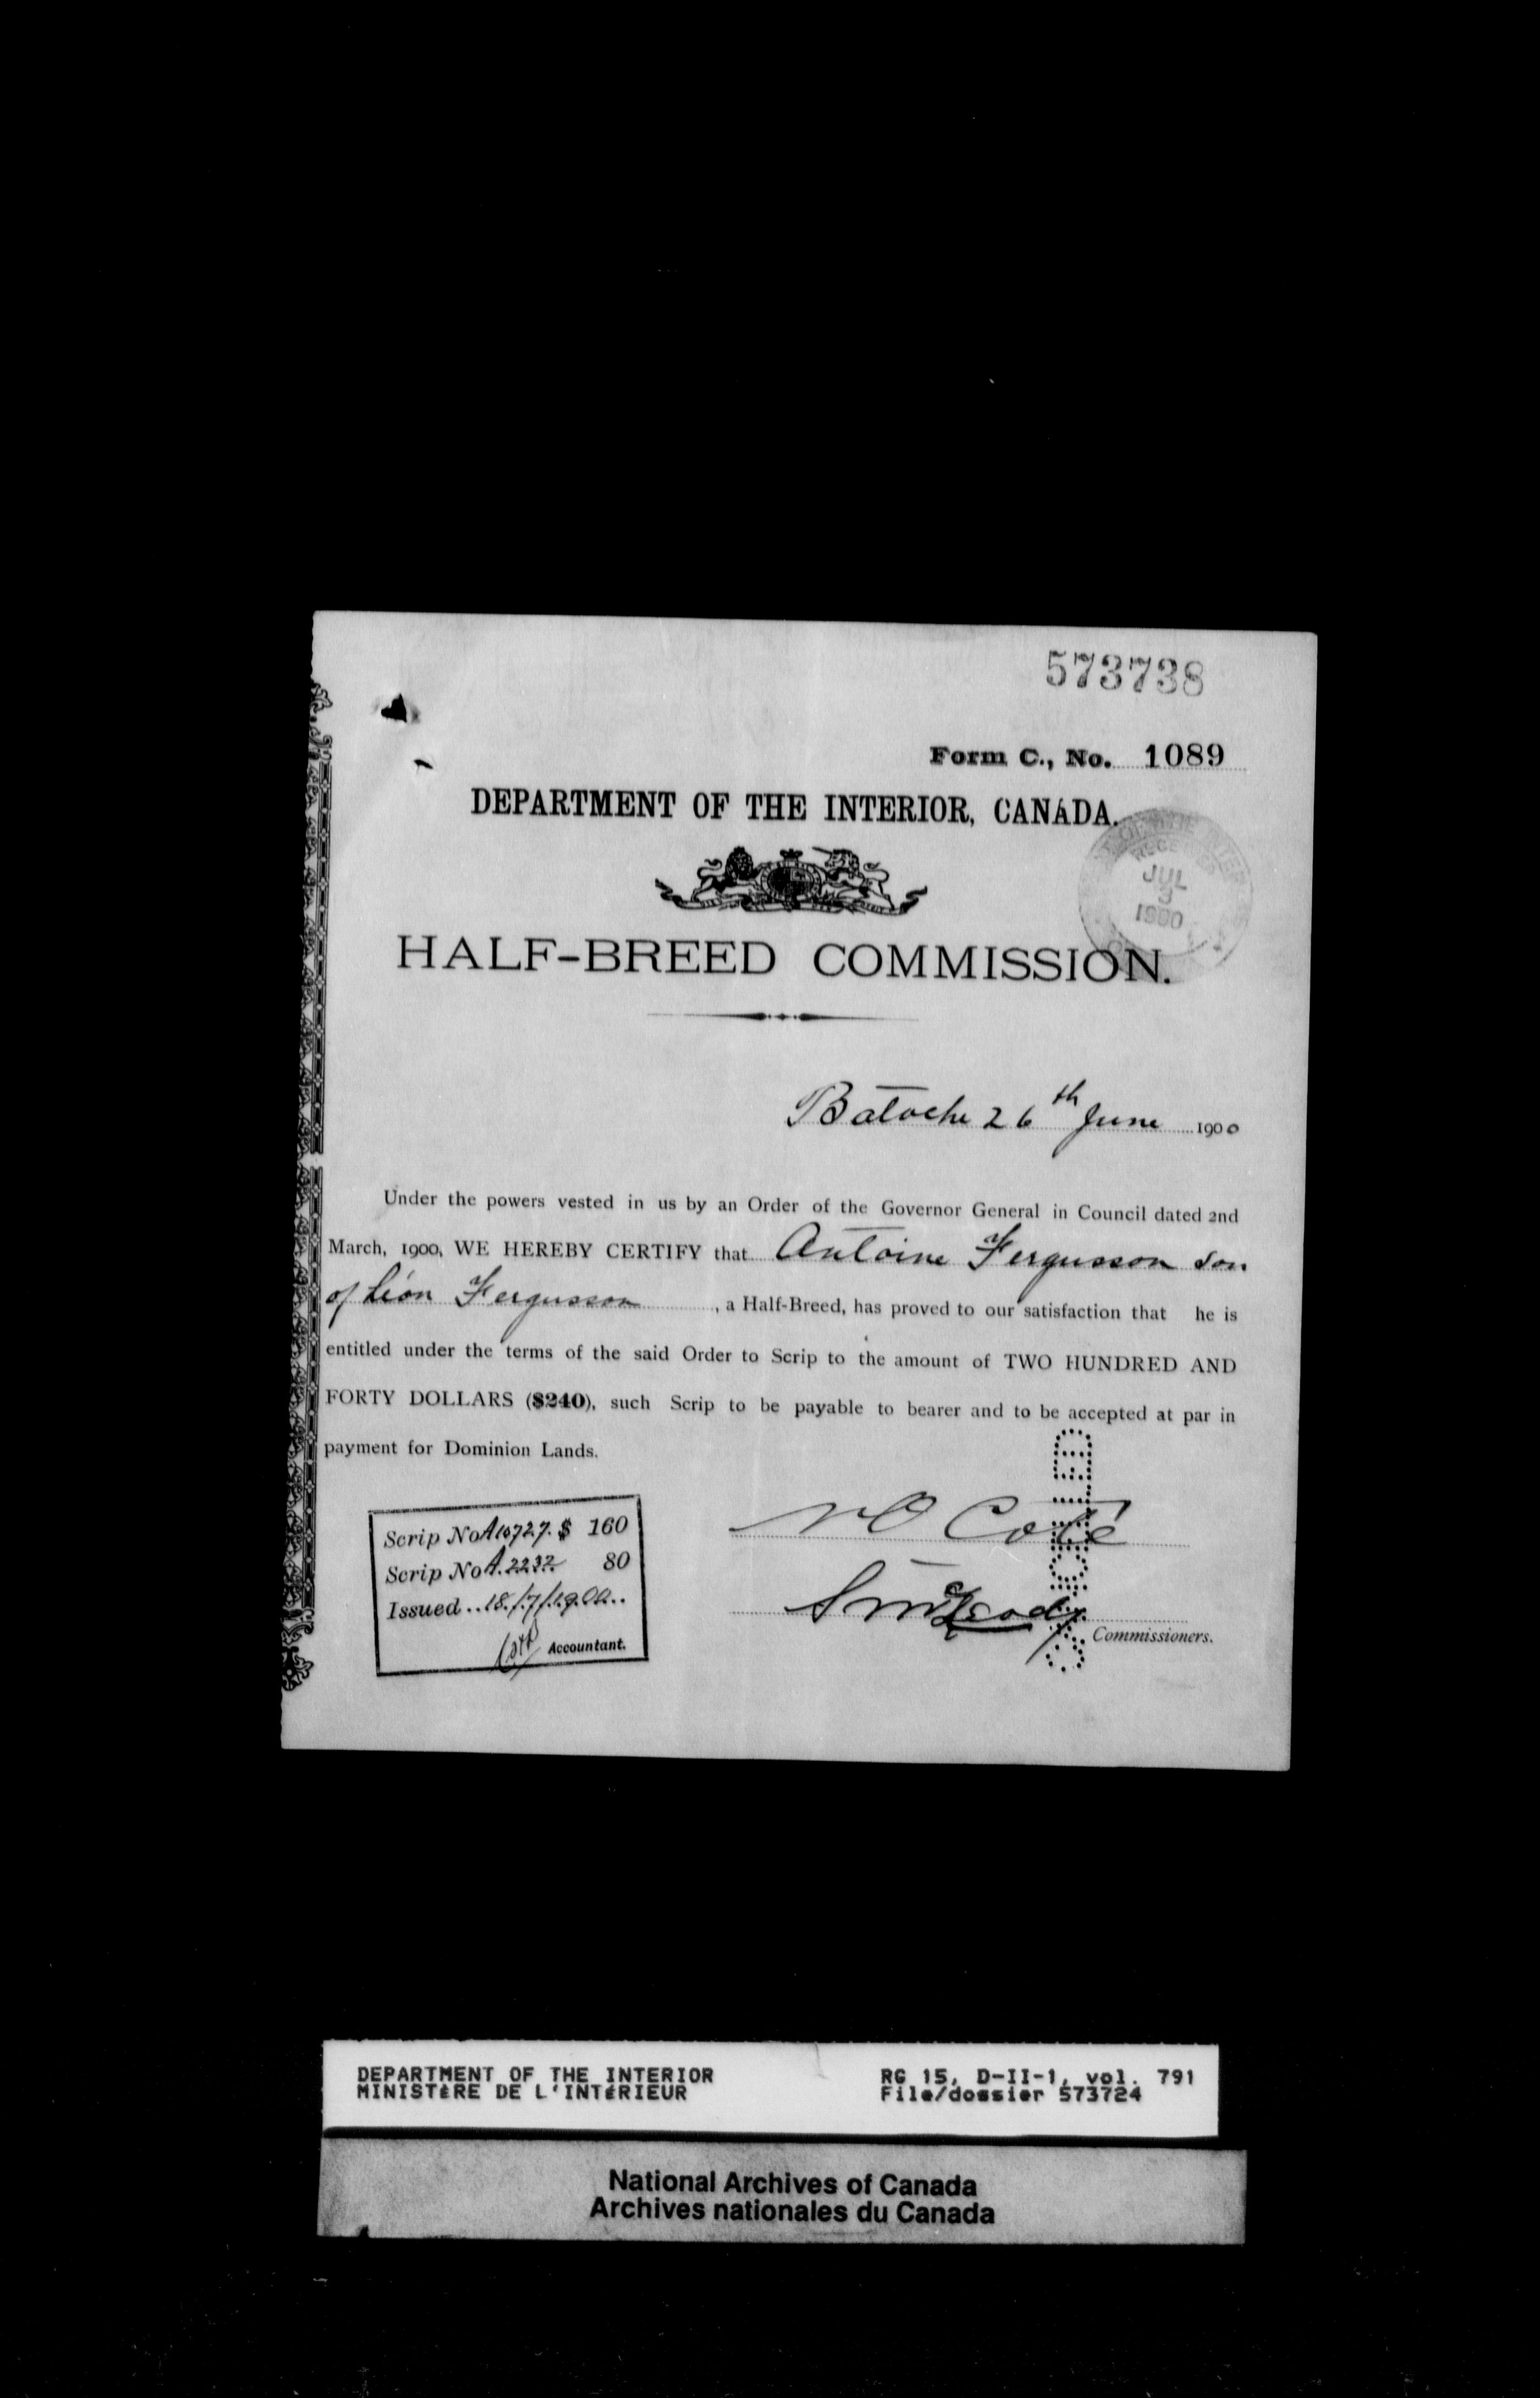 573738
Form C., No. 1089
DEPARTMENT OF THE INTERIOR, CANADA.
JUL
3
1900
HALF-BREED COMMISSION.
Batoche 26th June 1900
Under the powers vested in us by an Order of the Governor General in Council dated 2nd
March, 1900, WE HEREBY CERTIFY that Antoine Fergusson son
of Léon Fergusson, a Half-Breed, has proved to our satisfaction that he is
entitled under the terms of the said Order to Scrip to the amount of TWO HUNDRED AND
FORTY DOLLARS ($240), such Scrip to be payable to bearer and to be accepted at par in
payment for Dominion Lands.
Scrip No A10727. $ 160
Scrip No A.2232 80
Issued..18./7/1900..
Accountant.
N O Coté
Commissioners.
DEPARTMENT OF THE INTERIOR RG 15, D-II-1, vol. 791
MINISTÈRE DE L'INTÉRIEUR File/dossier 573724
National Archives of Canada
Archives nationales du Canada